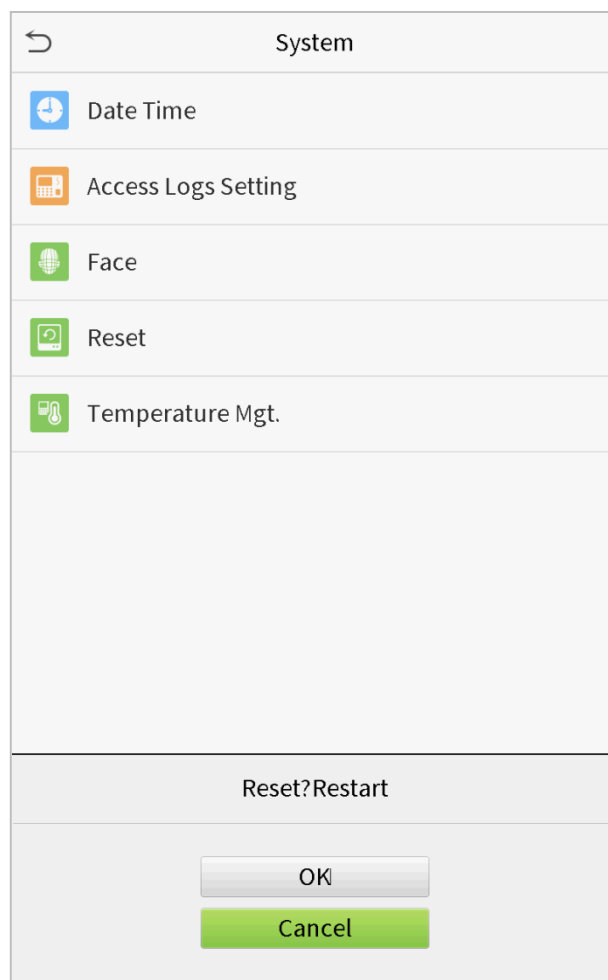 System
Date Time
Access Logs Setting
Face
Reset
Temperature Mgt.
Reset?Restart
OK
Cancel